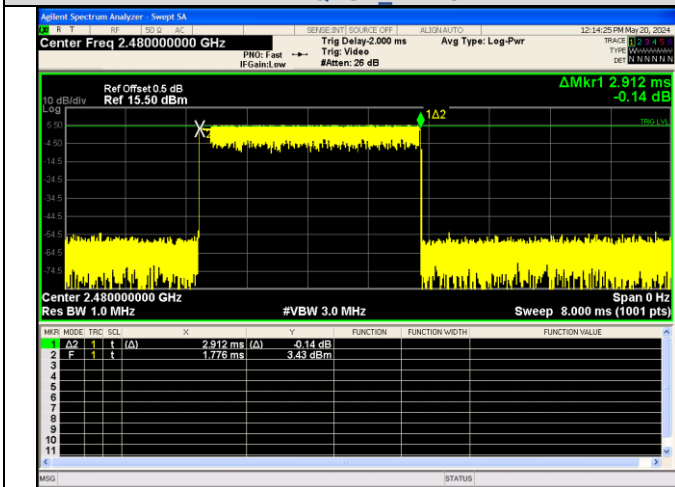 Agilent Spectrum Analyzer - Swept SA
R T RF 50 Ω AC SENSE:INT SOURCE OFF ALIGN AUTO 12:14:25 PM May 20, 2024
Center Freq 2.480000000 GHz
PNO: Fast
IFGain:Low
Trig Delay-2.000 ms
Trig: Video
#Atten: 26 dB
Avg Type: Log-Pwr
TRACE 1 2 3 4 5 6
TYPE W
DET N N N N N N
Ref Offset 0.5 dB
10 dB/div Ref 15.50 dBm
Log
ΔMkr1 2.912 ms
-0.14 dB
5.50
-4.50
-14.5
-24.5
-34.5
-44.5
-54.5
-64.5
-74.5
X2
1Δ2
TRIG LVL
Center 2.480000000 GHz Span 0 Hz
Res BW 1.0 MHz #VBW 3.0 MHz Sweep 8.000 ms (1001 pts)
MKR MODE TRC SCL X Y FUNCTION FUNCTION WIDTH FUNCTION VALUE
1 Δ2 1 t (Δ) 2.912 ms (Δ) -0.14 dB
2 F 1 t 1.776 ms 3.43 dBm
3
4
5
6
7
8
9
10
11
MSG STATUS